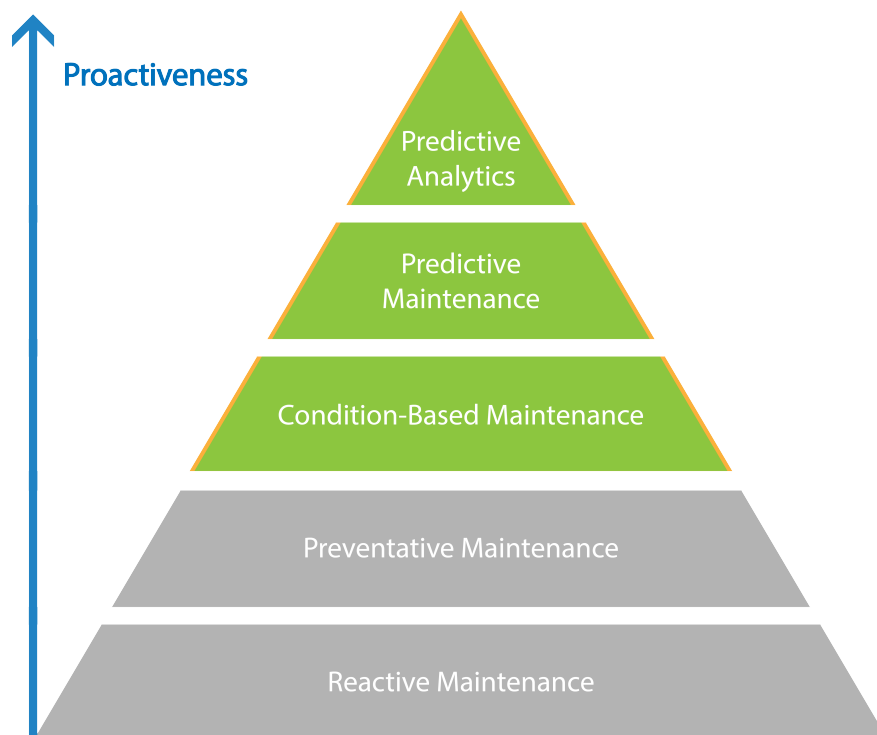 Proactiveness
Predictive
Analytics
Predictive
Maintenance
Condition-Based Maintenance
Preventative Maintenance
Reactive Maintenance